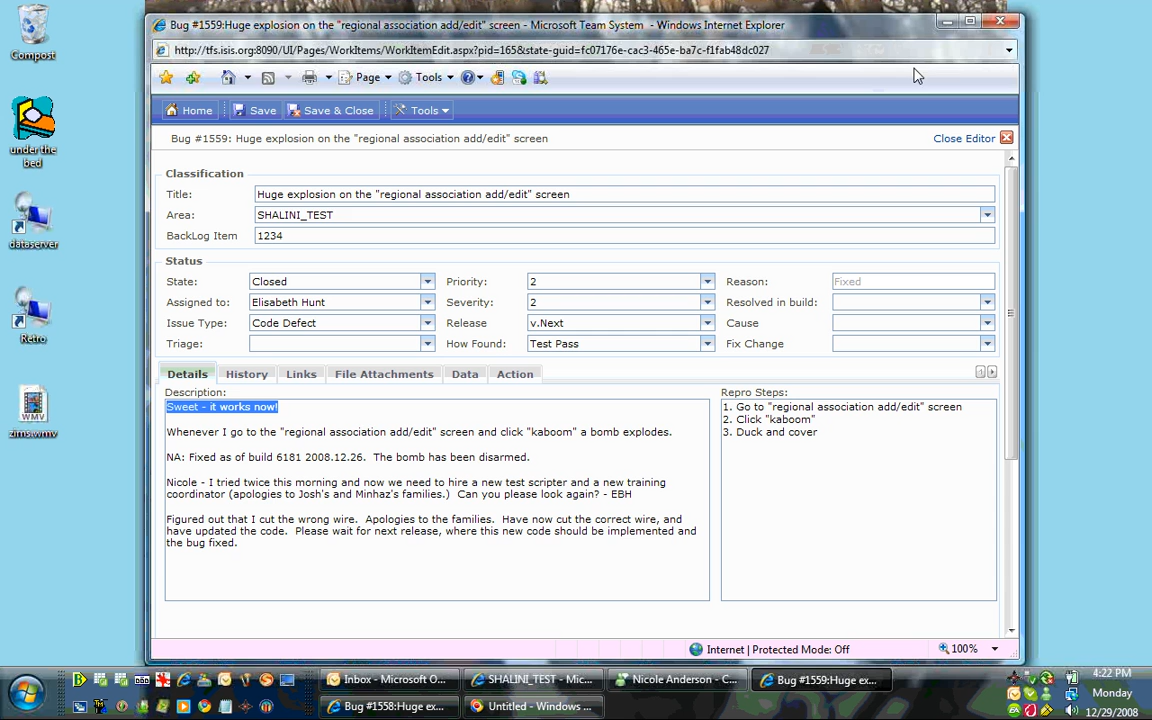 Bug #1559:Huge explosion on the "regional association add/edit" screen - Microsoft Team System - Windows Internet Explorer
http://tfs.isis.org:8090/UI/Pages/WorkItems/WorkItemEdit.aspx?pid=165&state-guid=fc07176e-cac3-465e-ba7c-f1fab48dc027
Page Tools
Home Save Save & Close Tools
Bug #1559: Huge explosion on the "regional association add/edit" screen Close Editor
Classification
Title: Huge explosion on the "regional association add/edit" screen
Area: SHALINI_TEST
BackLog Item 1234
Status
State: Closed Priority: 2 Reason: Fixed
Assigned to: Elisabeth Hunt Severity: 2 Resolved in build:
Issue Type: Code Defect Release v.Next Cause
Triage: How Found: Test Pass Fix Change
Details History Links File Attachments Data Action
Description:
Sweet - it works now!
Whenever I go to the "regional association add/edit" screen and click "kaboom" a bomb explodes.
NA: Fixed as of build 6181 2008.12.26. The bomb has been disarmed.
Nicole - I tried twice this morning and now we need to hire a new test scripter and a new training
coordinator (apologies to Josh's and Minhaz's families.) Can you please look again? - EBH
Figured out that I cut the wrong wire. Apologies to the families. Have now cut the correct wire, and
have updated the code. Please wait for next release, where this new code should be implemented and
the bug fixed.
Repro Steps:
1. Go to "regional association add/edit" screen
2. Click "kaboom"
3. Duck and cover
Internet | Protected Mode: Off 100%
Compost
under the
bed
dataserver
Retro
WMV
zimswmv
Inbox - Microsoft O...
SHALINI_TEST - Mic...
Nicole Anderson - C...
Bug #1559:Huge ex...
Bug #1558:Huge ex...
Untitled - Windows ...
4:22 PM
Monday
12/29/2008